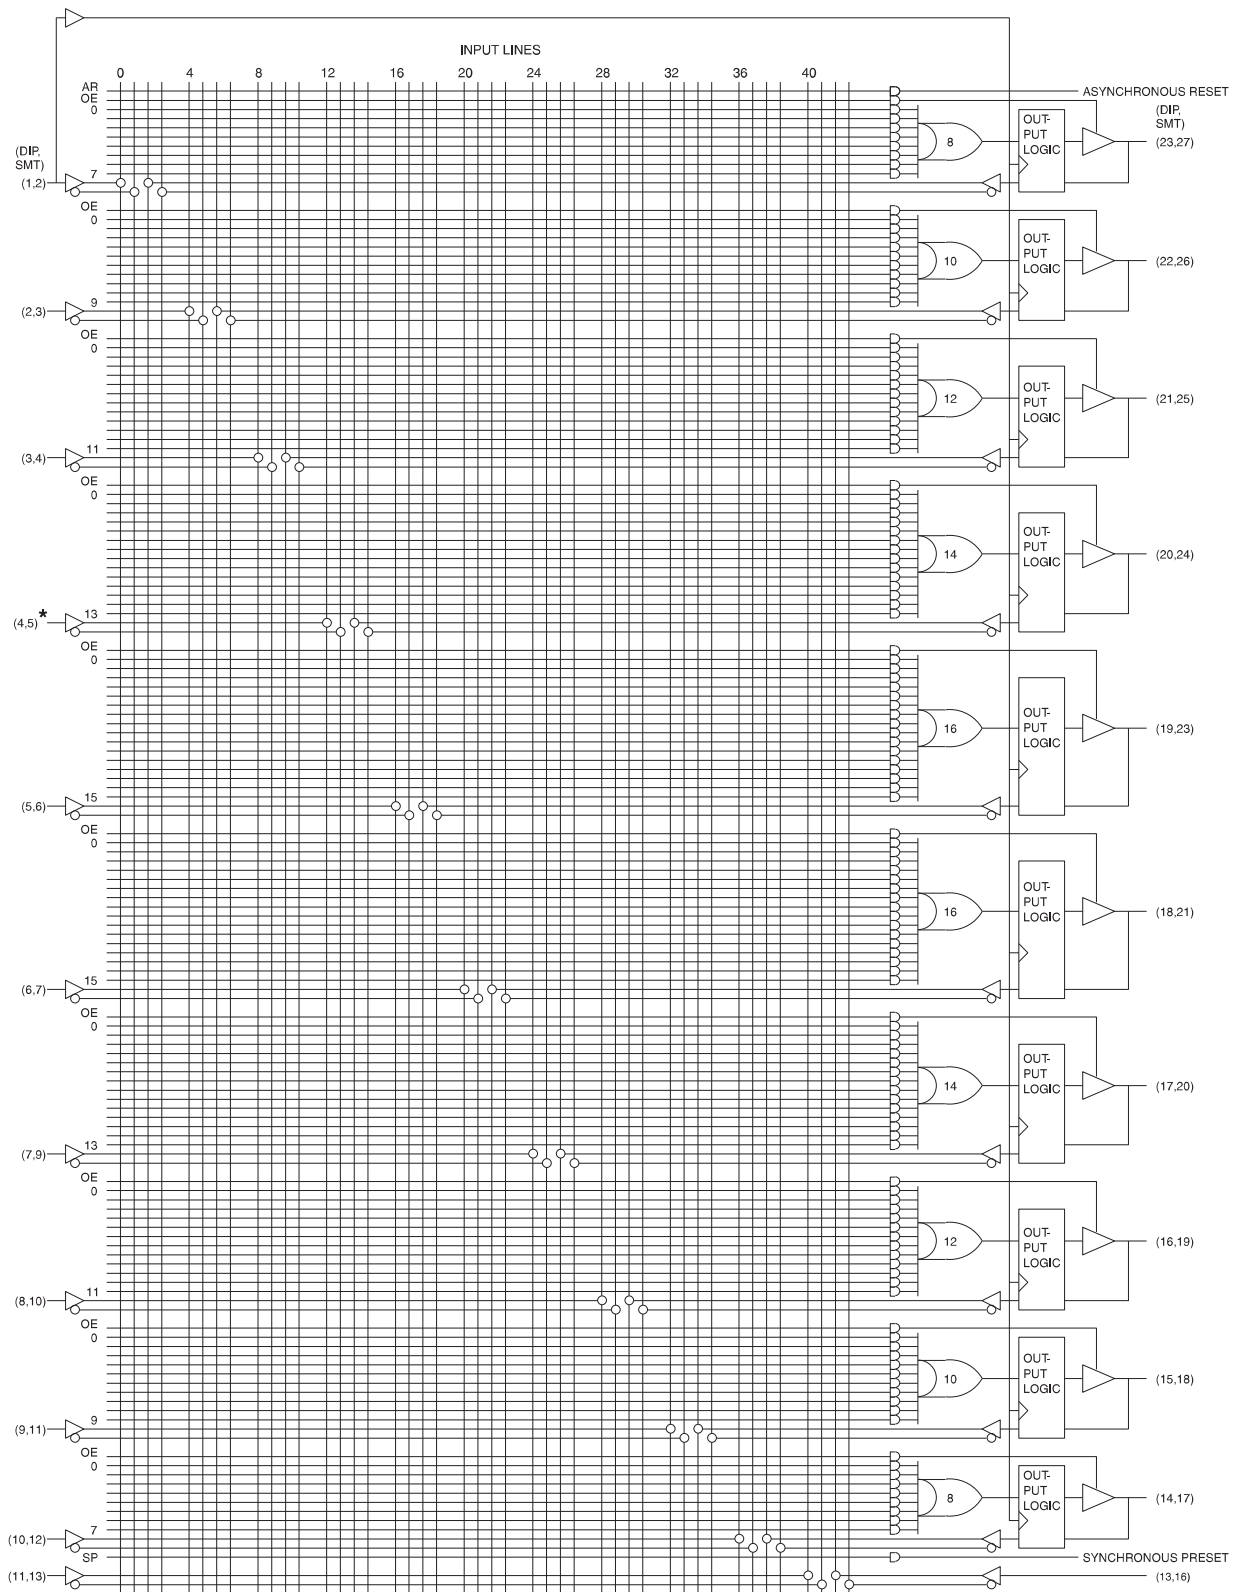 INPUT LINES
0 4 8 12 16 20 24 28 32 36 40
AR
OE
0
7
(DIP,
SMT)
(1,2)
8
OUT-
PUT
LOGIC
ASYNCHRONOUS RESET
(DIP,
SMT)
(23,27)
OE
0
9
(2,3)
10
OUT-
PUT
LOGIC
(22,26)
OE
0
11
(3,4)
12
OUT-
PUT
LOGIC
(21,25)
OE
0
13
(4,5)*
14
OUT-
PUT
LOGIC
(20,24)
OE
0
15
(5,6)
16
OUT-
PUT
LOGIC
(19,23)
OE
0
15
(6,7)
16
OUT-
PUT
LOGIC
(18,21)
OE
0
13
(7,9)
14
OUT-
PUT
LOGIC
(17,20)
OE
0
11
(8,10)
12
OUT-
PUT
LOGIC
(16,19)
OE
0
9
(9,11)
10
OUT-
PUT
LOGIC
(15,18)
OE
0
7
(10,12)
8
OUT-
PUT
LOGIC
(14,17)
SP
SYNCHRONOUS PRESET
(11,13)
(13,16)